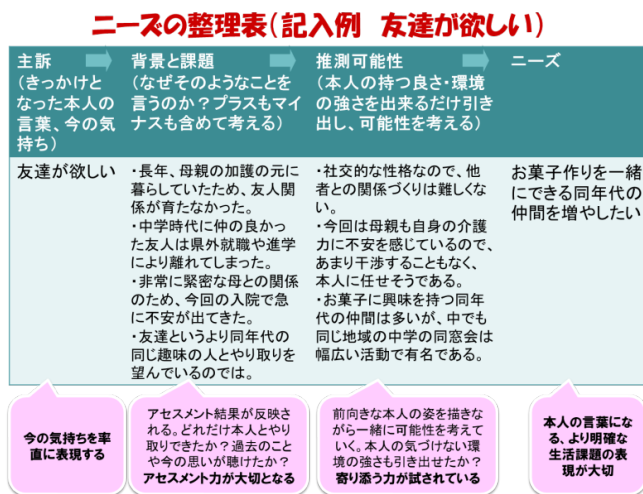 ニーズの整理表(記入例　友達が欲しい)
主訴
(きっかけと
なった本人の
言葉、今の気
持ち)
背景と課題
(なぜそのようなことを
言うのか？プラスもマイ
ナスも含めて考える)
推測可能性
(本人の持つ良さ・環境
の強さを出来るだけ引き
出し、可能性を考える)
ニーズ
友達が欲しい
・長年、母親の加護の元に
暮らしていたため、友人関
係が育たなかった。
・中学時代に仲の良かっ
た友人は県外就職や進学
により離れてしまった。
・非常に緊密な母との関係
のため、今回の入院で急
に不安が出てきた。
・友達というより同年代の
同じ趣味の人とやり取りを
望んでいるのでは。
・社交的な性格なので、他
者との関係づくりは難しくな
い。
・今回は母親も自身の介護
力に不安を感じているので、
あまり干渉することもなく、
本人に任せそうである。
・お菓子に興味を持つ同年
代の仲間は多いが、中でも
同じ地域の中学の同窓会は
幅広い活動で有名である。
お菓子作りを一緒
にできる同年代の
仲間を増やしたい
今の気持ちを率
直に表現する
アセスメント結果が反映
される。どれだけ本人とやり
取りできたか？過去のこと
や今の思いが聴けたか？
アセスメント力が大切となる
前向きな本人の姿を描きな
がら一緒に可能性を考えて
いく。本人の気づけない環
境の強さも引き出せたか？
寄り添う力が試されている
本人の言葉にな
る、より明確な
生活課題の表
現が大切